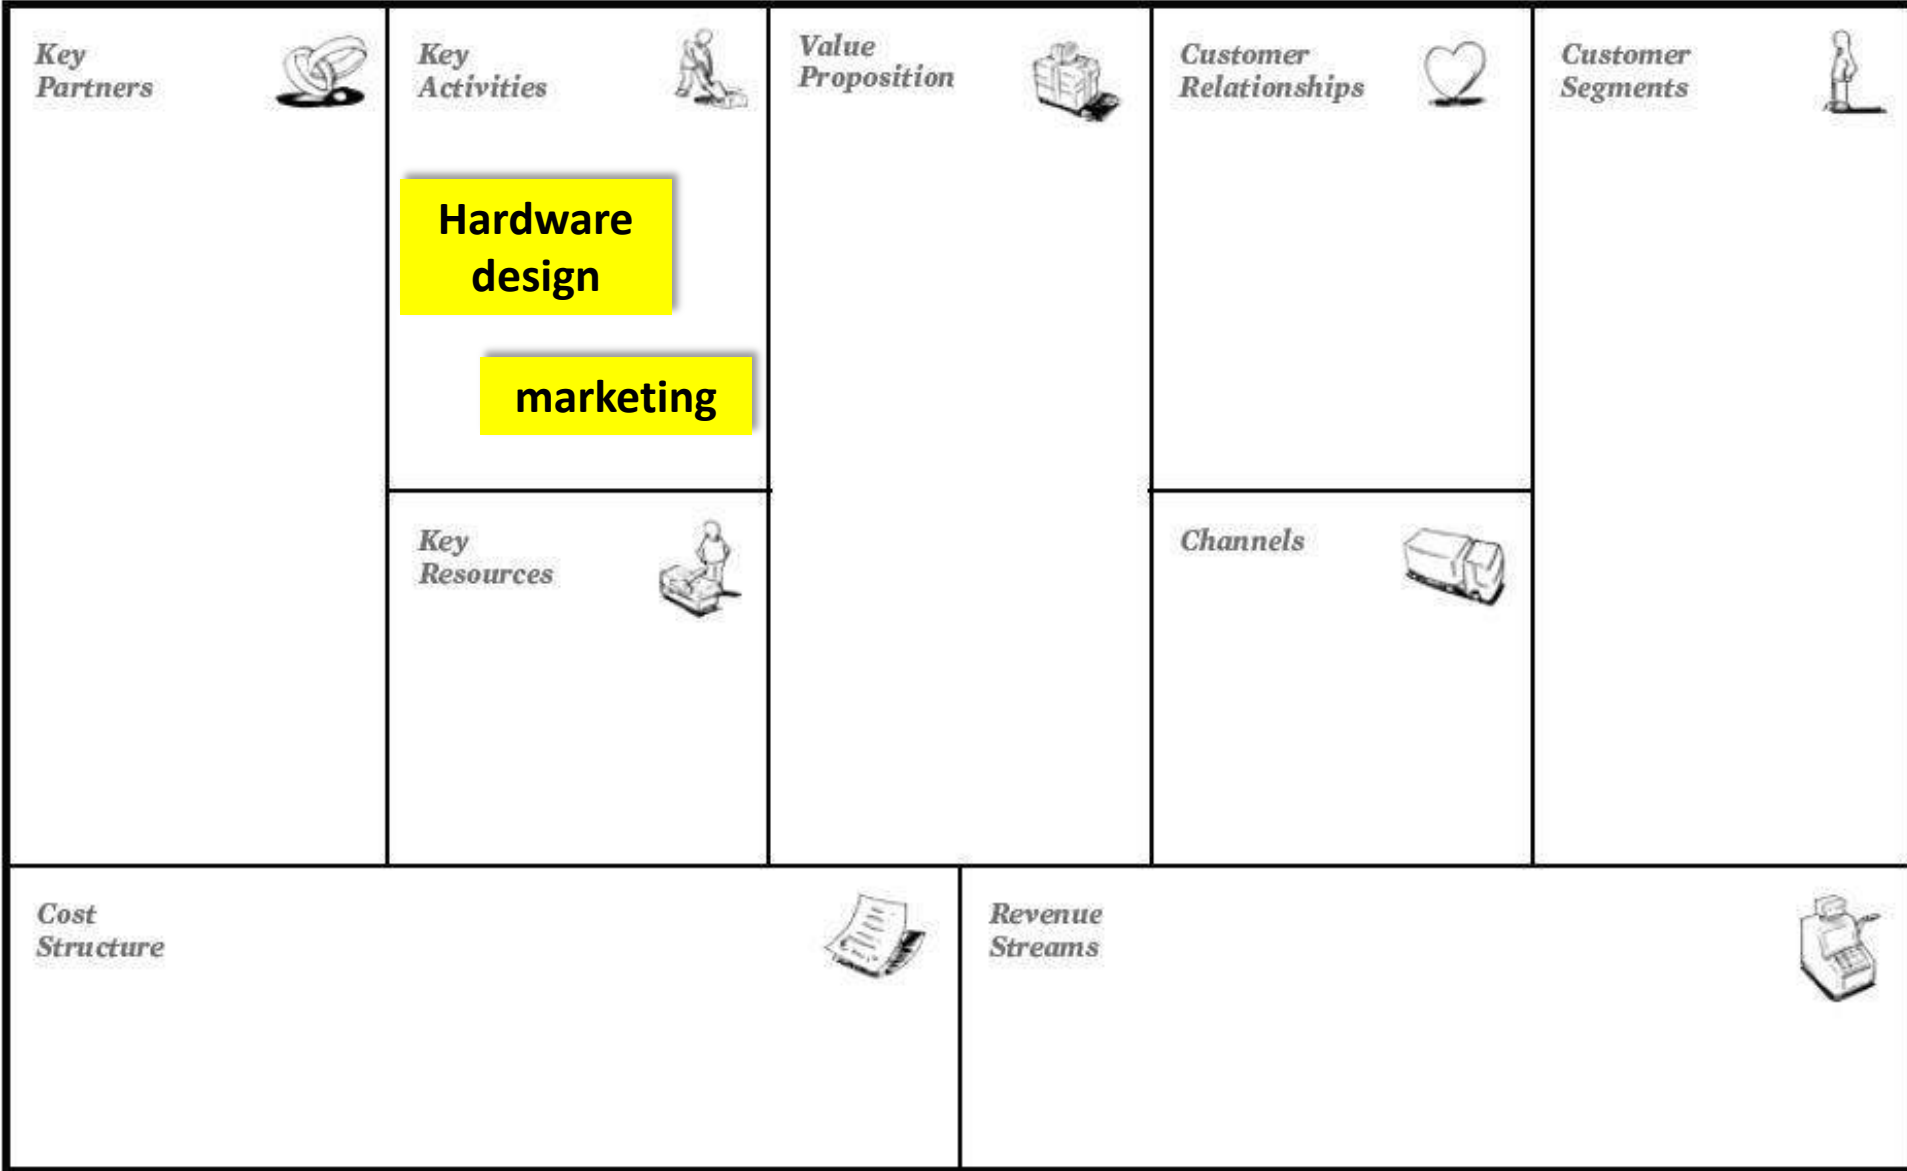 Key
Partners
Key
Activities
Hardware
design
marketing
Key
Resources
Value
Proposition
Customer
Relationships
Channels
Customer
Segments
Cost
Structure
Revenue
Streams